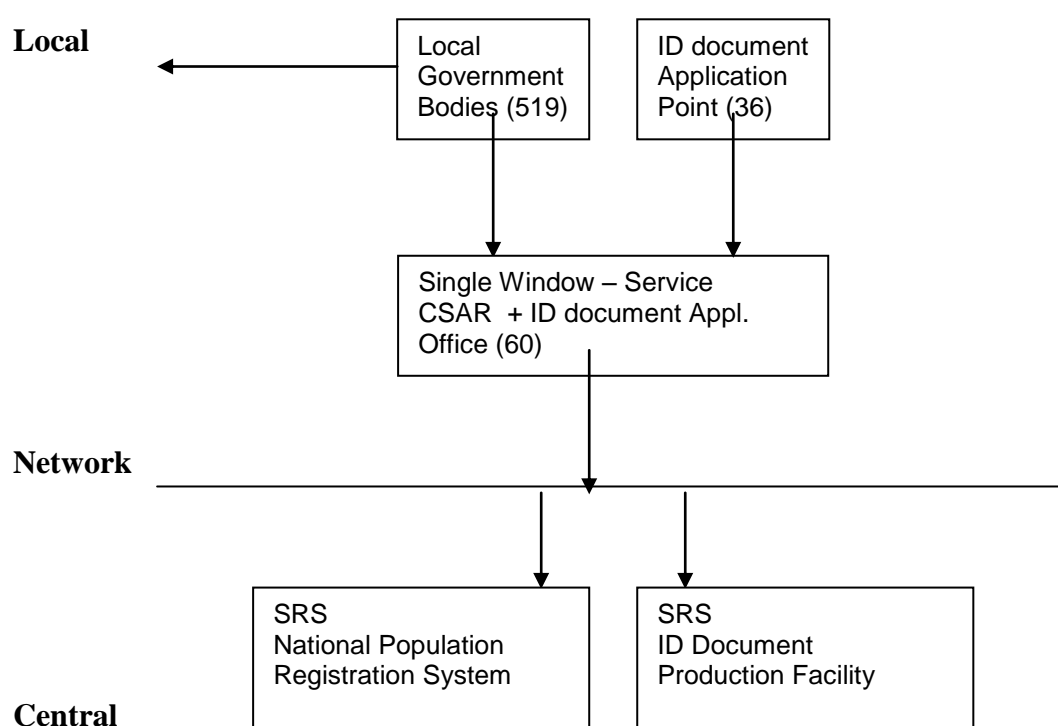 Local
Local
Government
Bodies (519)
ID document
Application
Point (36)
Single Window – Service
CSAR + ID document Appl.
Office (60)
Network
SRS
National Population
Registration System
SRS
ID Document
Production Facility
Central